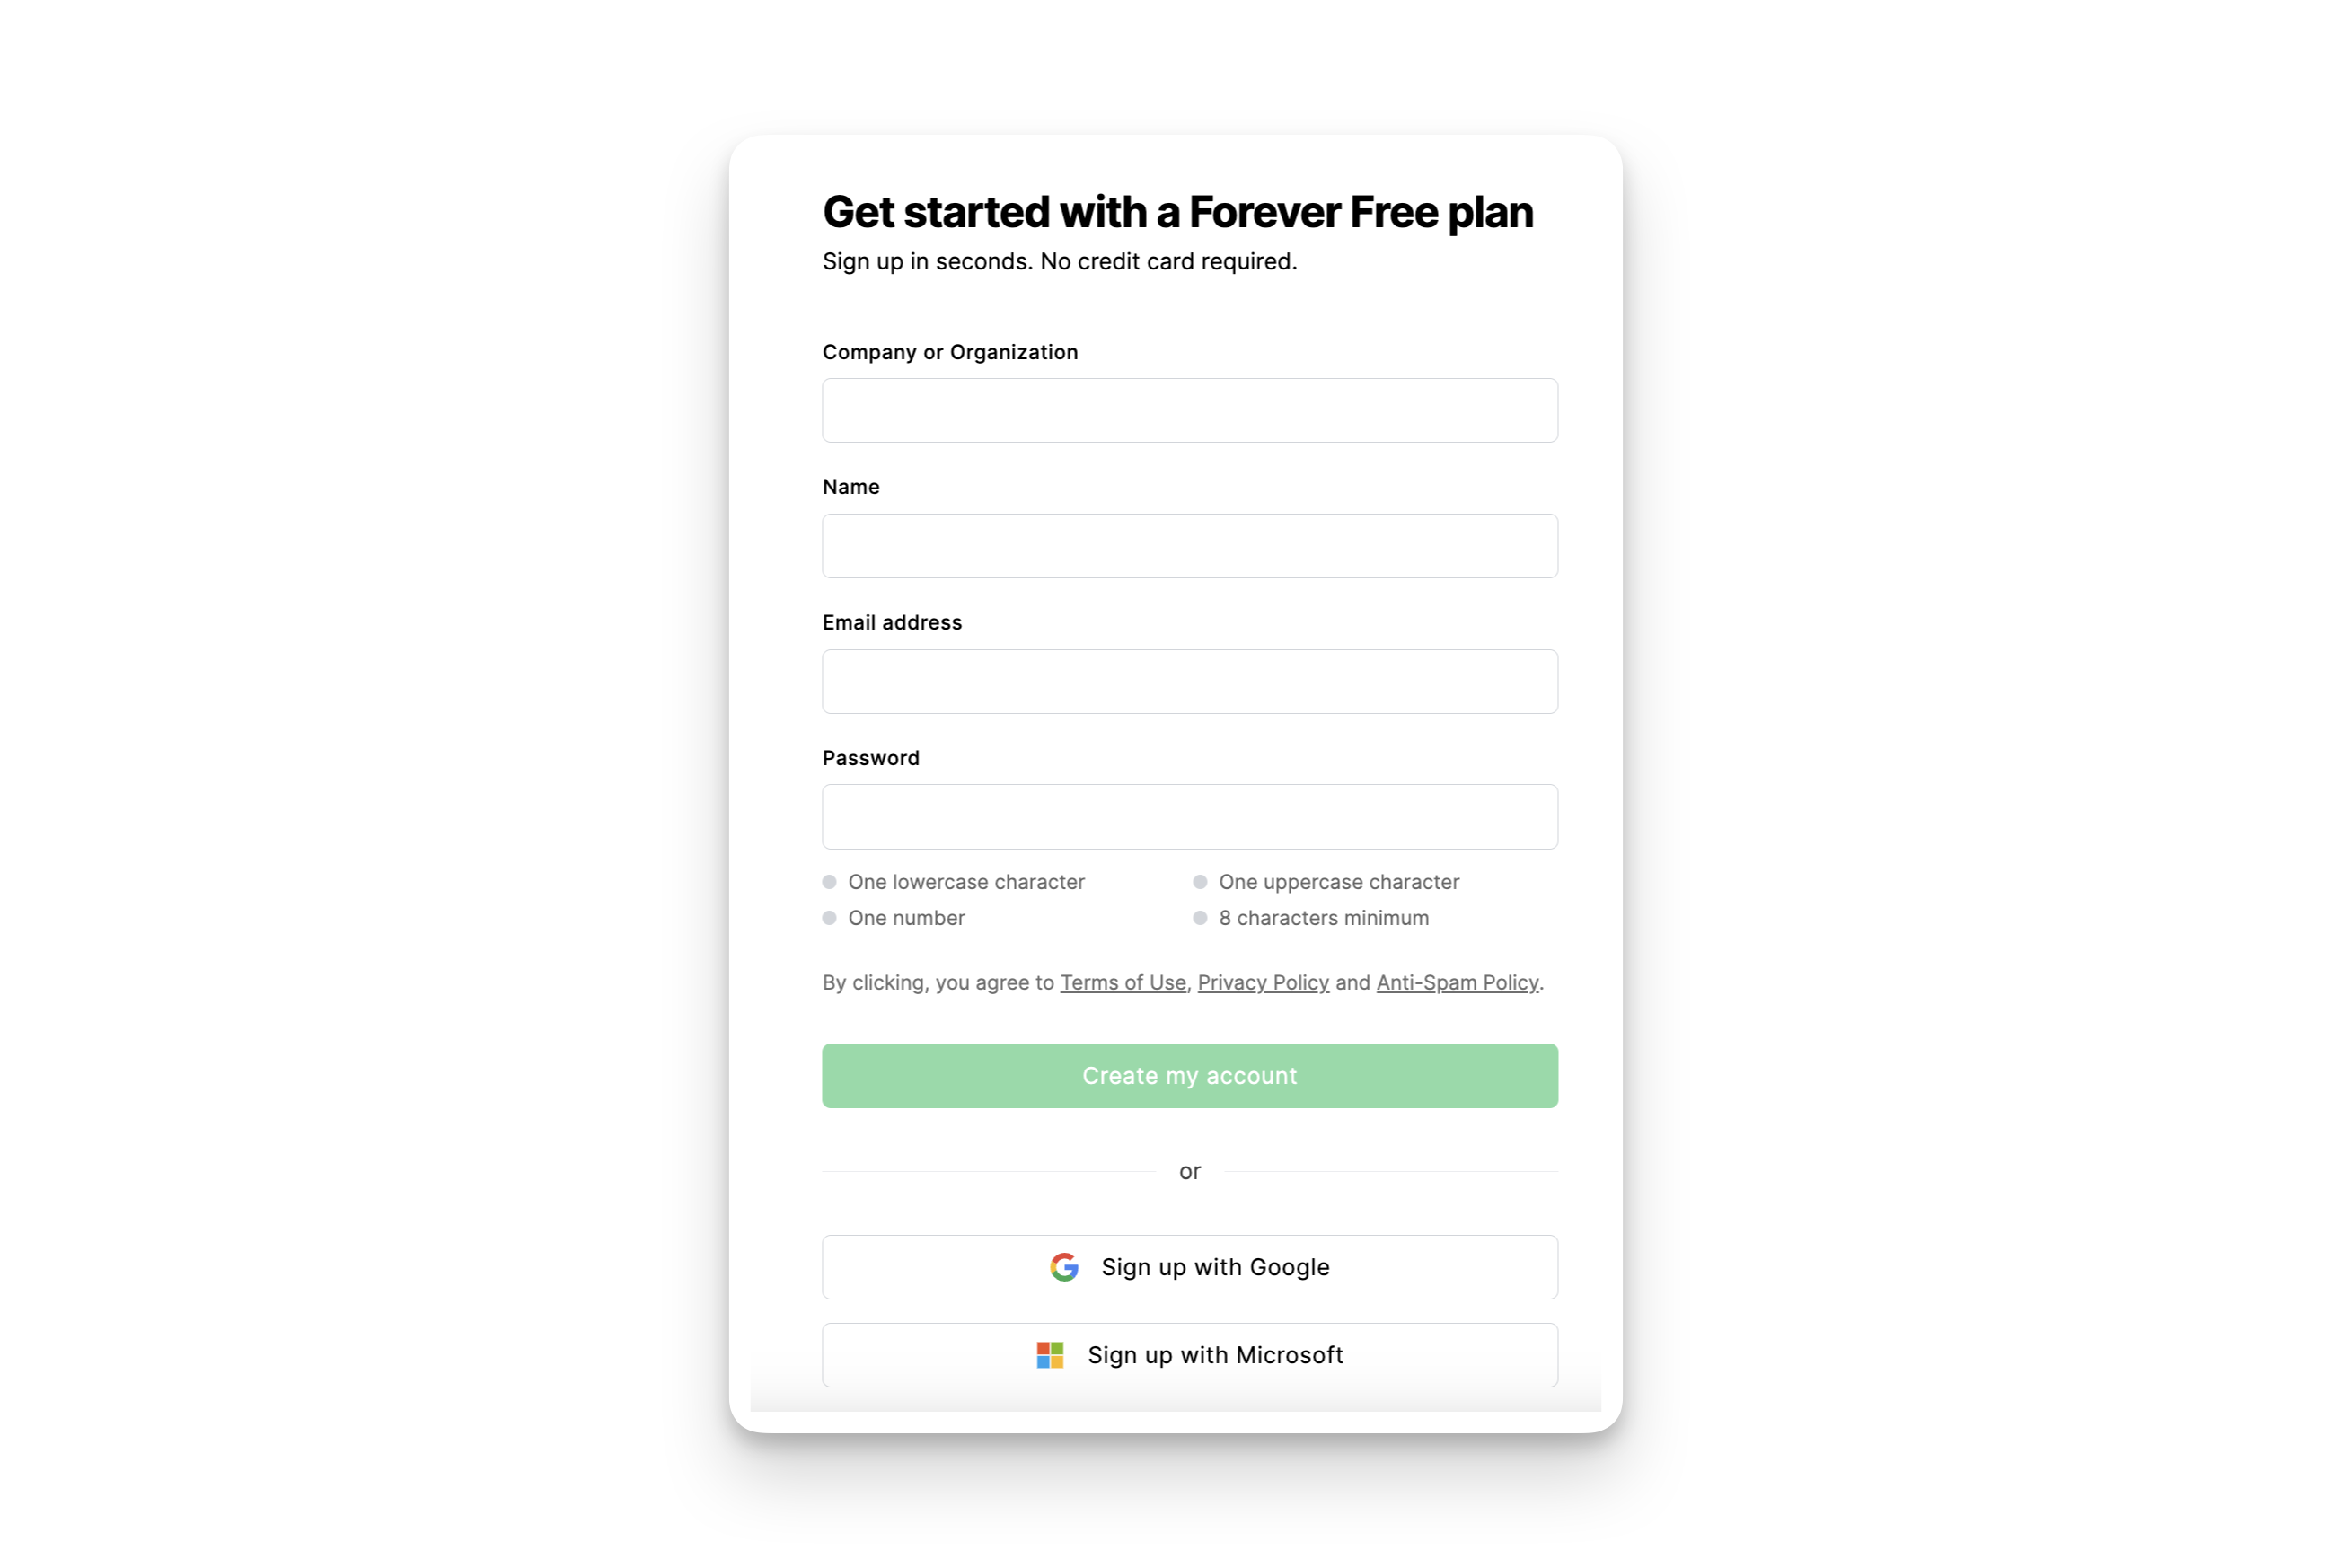 Get started with a Forever Free plan
Sign up in seconds. No credit card required.
Company or Organization
Name
Email address
Password
One lowercase character
One uppercase character
One number
8 characters minimum
By clicking, you agree to Terms of Use, Privacy Policy and Anti-Spam Policy.
Create my account
or
Sign up with Google
Sign up with Microsoft